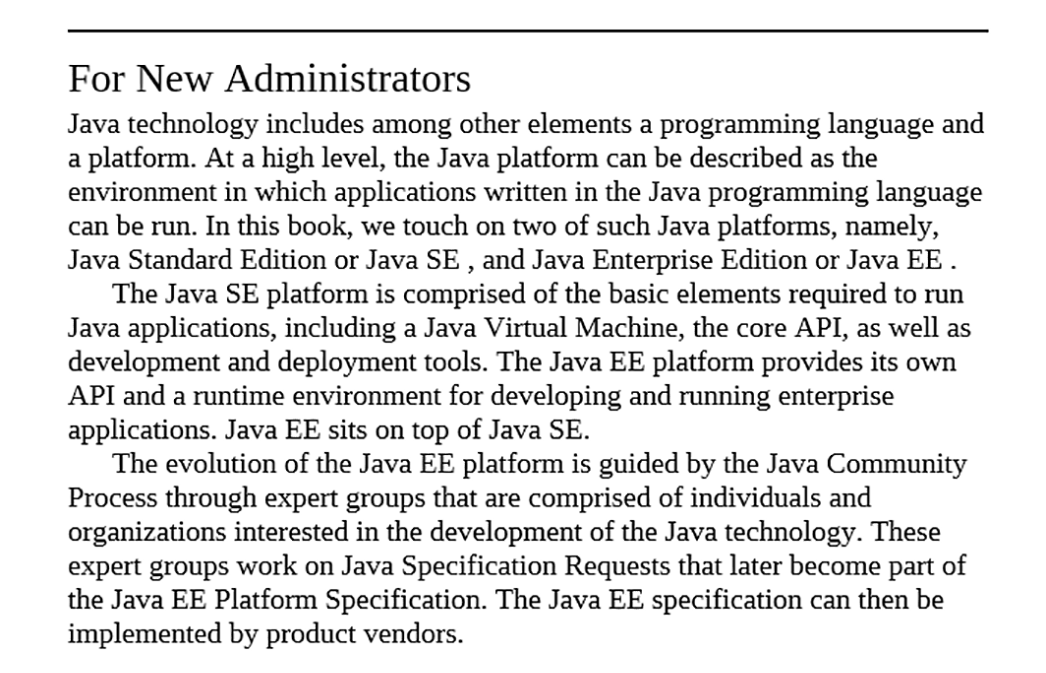 For New Administrators
Java technology includes among other elements a programming language and
a platform. At a high level, the Java platform can be described as the
environment in which applications written in the Java programming language
can be run. In this book, we touch on two of such Java platforms, namely,
Java Standard Edition or Java SE , and Java Enterprise Edition or Java EE .
The Java SE platform is comprised of the basic elements required to run
Java applications, including a Java Virtual Machine, the core API, as well as
development and deployment tools. The Java EE platform provides its own
API and a runtime environment for developing and running enterprise
applications. Java EE sits on top of Java SE.
The evolution of the Java EE platform is guided by the Java Community
Process through expert groups that are comprised of individuals and
organizations interested in the development of the Java technology. These
expert groups work on Java Specification Requests that later become part of
the Java EE Platform Specification. The Java EE specification can then be
implemented by product vendors.